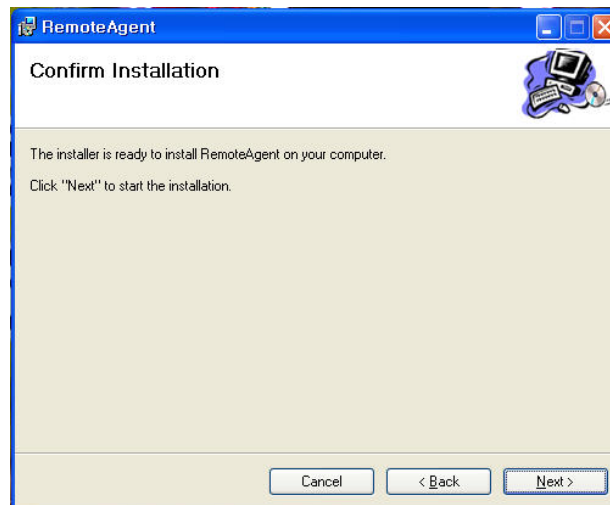 RemoteAgent
Confirm Installation
The installer is ready to install RemoteAgent on your computer.
Click "Next" to start the installation.
Cancel
< Back
Next >